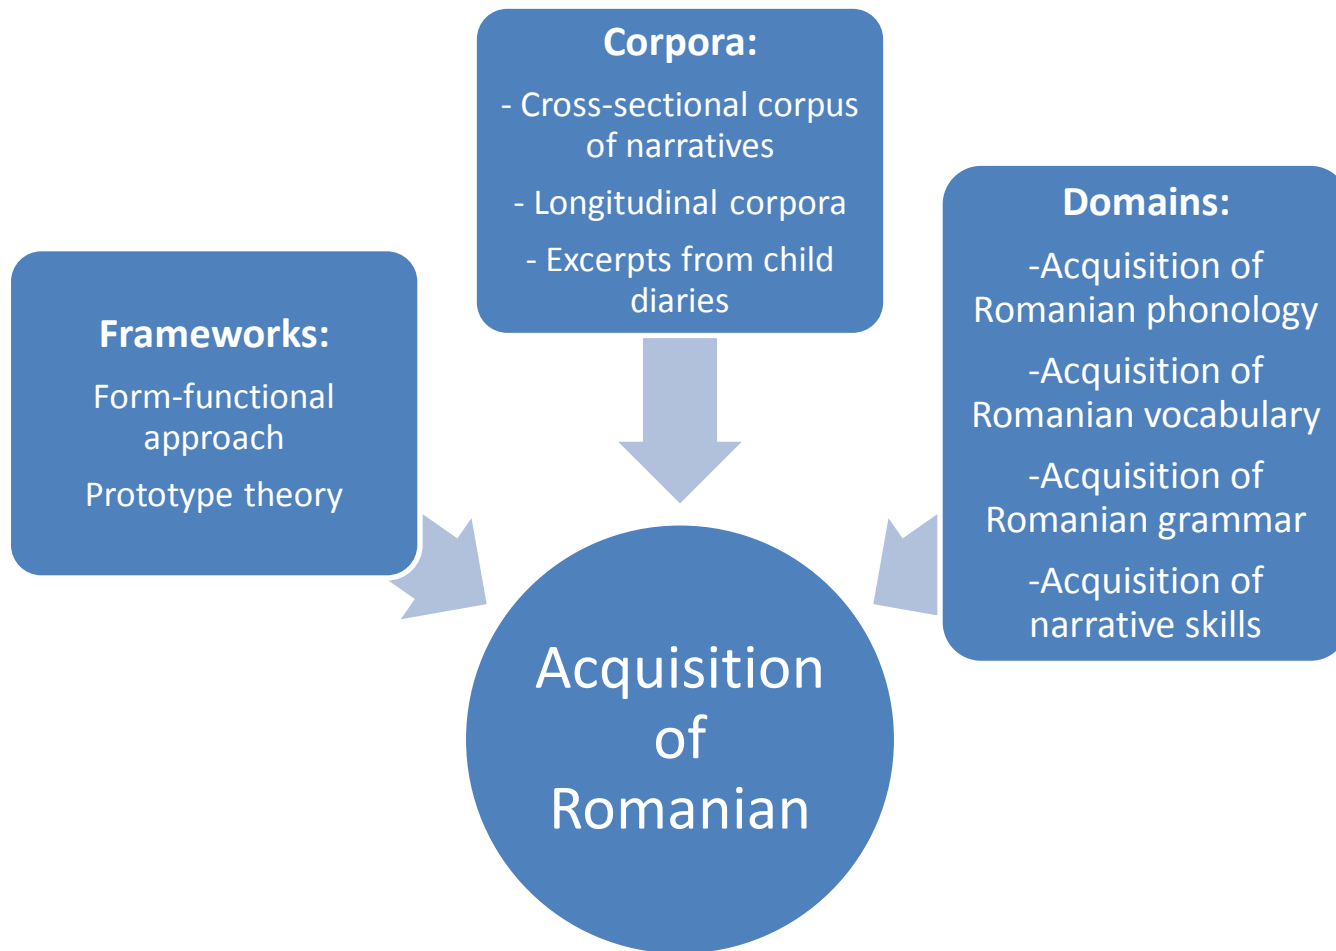 Frameworks:
Form-functional
approach
Prototype theory
Corpora:
- Cross-sectional corpus
of narratives
- Longitudinal corpora
- Excerpts from child
diaries
Domains:
-Acquisition of
Romanian phonology
-Acquisition of
Romanian vocabulary
-Acquisition of
Romanian grammar
-Acquisition of
narrative skills
Acquisition
of
Romanian